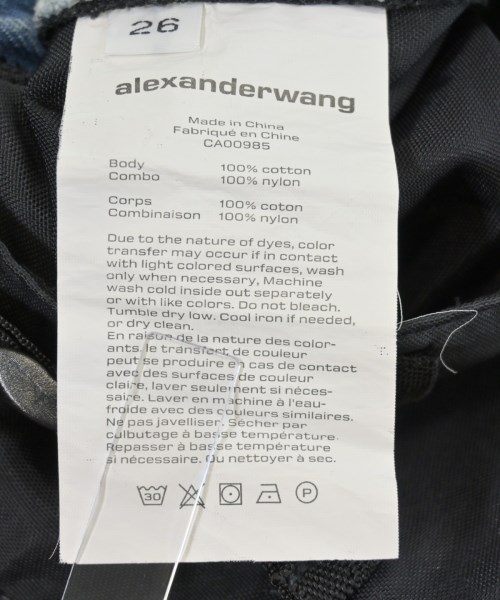 26
alexanderwang
Made in China
Fabriqué en Chine
CA00985
Body 100% cotton
Combo 100% nylon
Corps 100% coton
Combinaison 100% nylon
Due to the nature of dyes, color
transfer may occur if in contact
with light colored surfaces, wash
only when necessary, Machine
wash cold inside out separately
or with like colors. Do not bleach.
Tumble dry low. Cool iron if needed,
or dry clean.
En raison de la nature des color-
ants, le transfert de couleur
peut se produire en cas de contact
avec des surfaces de couleur
claire, laver seulement si néces-
saire. Laver en machine à l'eau-
froide avec des couleurs similaires.
Ne pas javelliser. Sécher par
culbutage à basse température.
Repasser à basse température
si nécessaire. Ou nettoyer à sec.
30 P